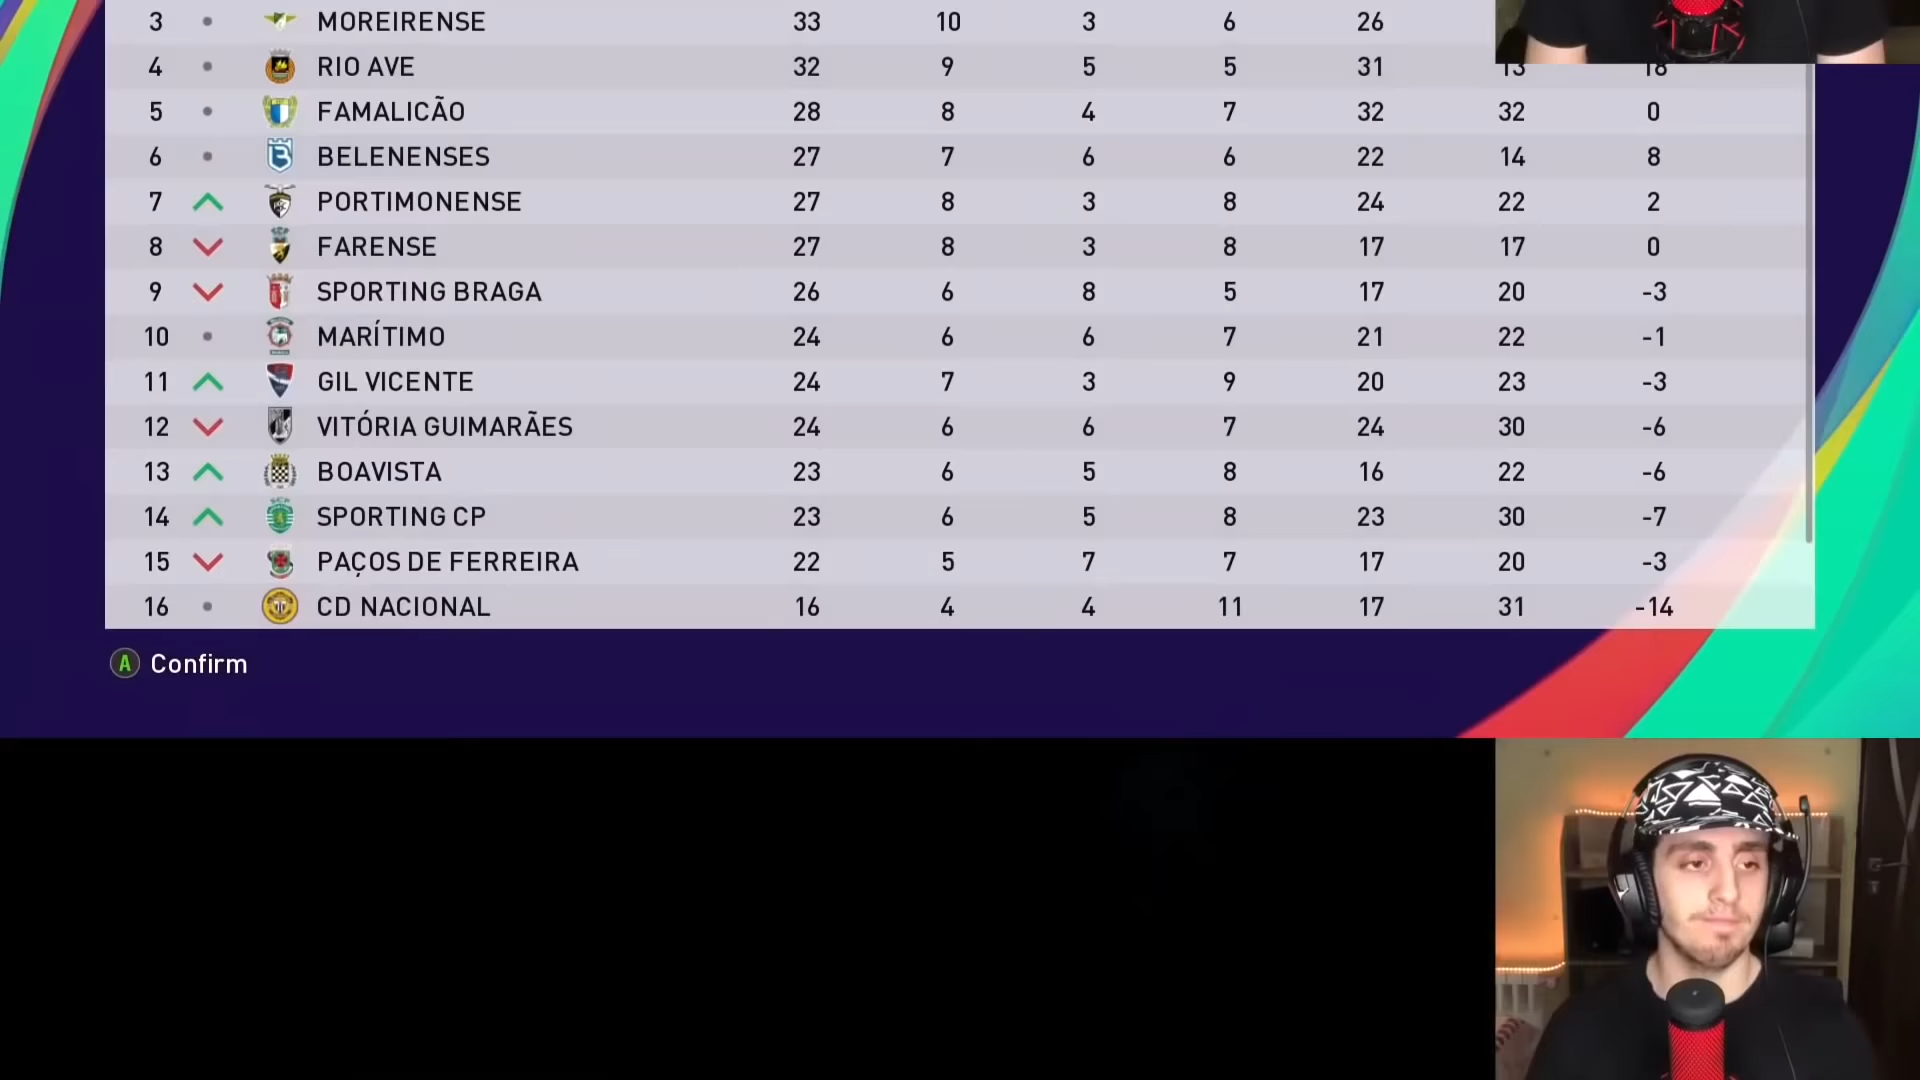 3 • MOREIRENSE 33 10 3 6 26
4 • RIO AVE 32 9 5 5 31 13 18
5 • FAMALICÃO 28 8 4 7 32 32 0
6 • BELENENSES 27 7 6 6 22 14 8
7 PORTIMONENSE 27 8 3 8 24 22 2
8 FARENSE 27 8 3 8 17 17 0
9 SPORTING BRAGA 26 6 8 5 17 20 -3
10 • MARÍTIMO 24 6 6 7 21 22 -1
11 GIL VICENTE 24 7 3 9 20 23 -3
12 VITÓRIA GUIMARÃES 24 6 6 7 24 30 -6
13 BOAVISTA 23 6 5 8 16 22 -6
14 SPORTING CP 23 6 5 8 23 30 -7
15 PAÇOS DE FERREIRA 22 5 7 7 17 20 -3
16 • CD NACIONAL 16 4 4 11 17 31 -14
A Confirm